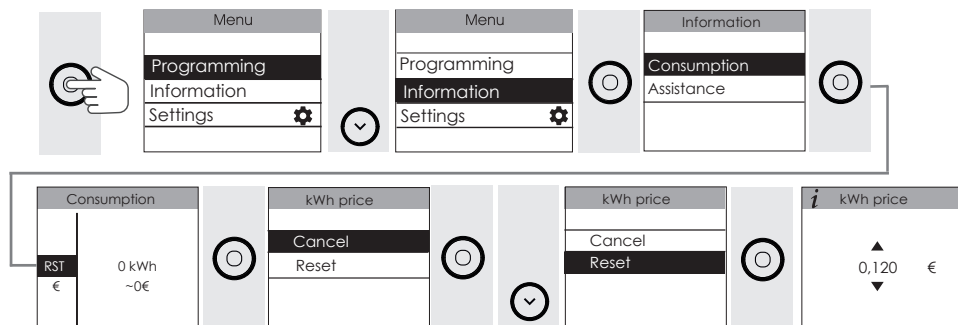 Menu
Programming
Information
Settings
Menu
Programming
Information
Settings
Information
Consumption
Assistance
Consumption
RST
0 kWh
€
~0€
kWh price
Cancel
Reset
kWh price
Cancel
Reset
i kWh price
0,120 €